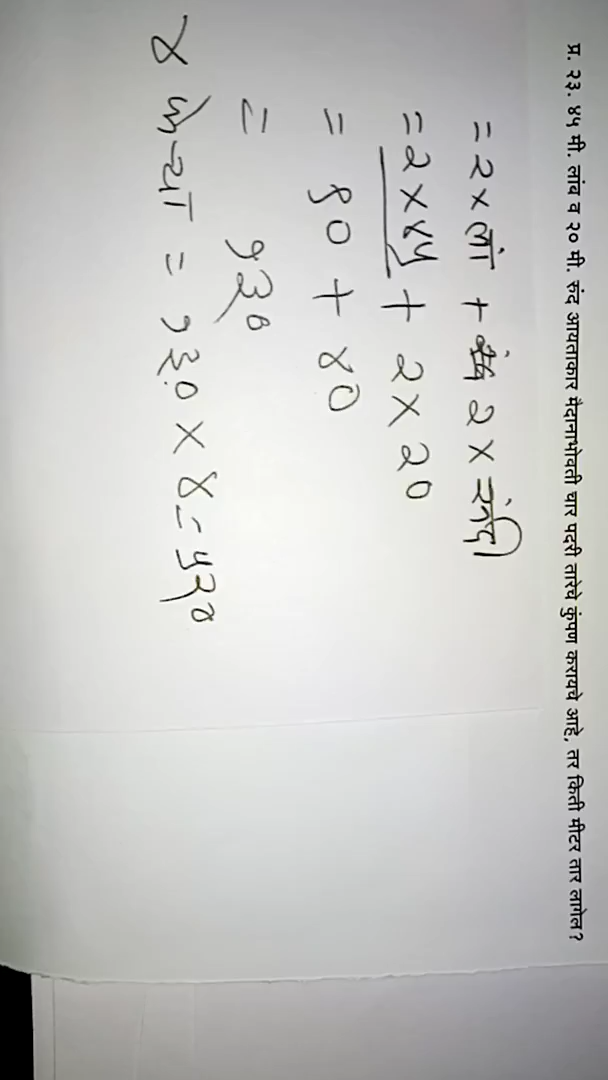 प्र. २३. ४५ मी. लांब व २० मी. रुंद आयताकार मैदानाभोवती चार पदरी तारेचे कुंपण करायचे आहे, तर किती मीटर तार लागेल?
= २ × लां + २ × रुंदी
= २ × ४५ + २ × २०
= ९० + ४०
= १३०
४ = १३० × ४ = ५२०